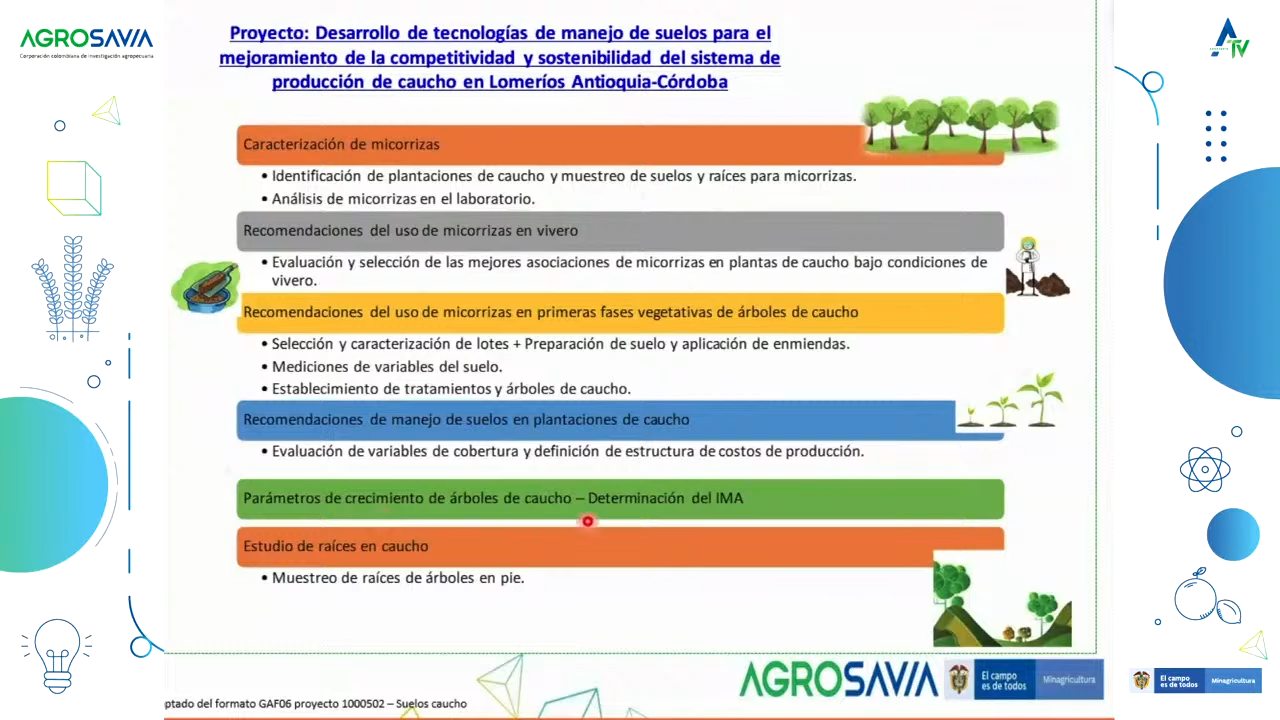 AGROSAVIA
Corporación colombiana de investigación agropecuaria
Proyecto: Desarrollo de tecnologías de manejo de suelos para el
mejoramiento de la competitividad y sostenibilidad del sistema de
producción de caucho en Lomeríos Antioquia-Córdoba
TV
Caracterización de micorrizas
• Identificación de plantaciones de caucho y muestreo de suelos y raíces para micorrizas.
• Análisis de micorrizas en el laboratorio.
Recomendaciones del uso de micorrizas en vivero
• Evaluación y selección de las mejores asociaciones de micorrizas en plantas de caucho bajo condiciones de
vivero.
Recomendaciones del uso de micorrizas en primeras fases vegetativas de árboles de caucho
• Selección y caracterización de lotes + Preparación de suelo y aplicación de enmiendas.
• Mediciones de variables del suelo.
• Establecimiento de tratamientos y árboles de caucho.
Recomendaciones de manejo de suelos en plantaciones de caucho
• Evaluación de variables de cobertura y definición de estructura de costos de producción.
Parámetros de crecimiento de árboles de caucho – Determinación del IMA
Estudio de raíces en caucho
• Muestreo de raíces de árboles en pie.
AGROSAVIA
El campo
es de todos
Minagricultura
El campo
es de todos
Minagricultura
ptado del formato GAF06 proyecto 1000502 – Suelos caucho